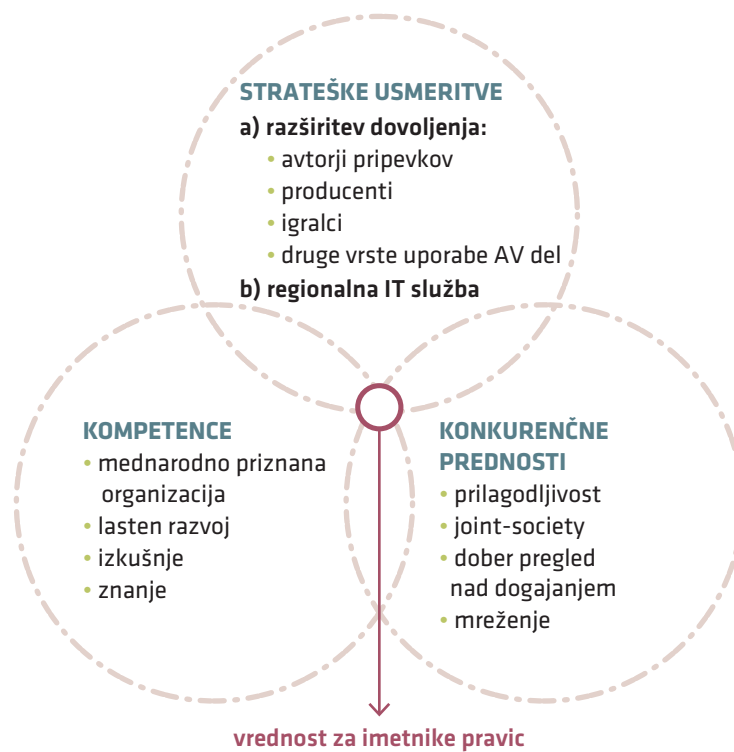 STRATEŠKE USMERITVE
a) razširitev dovoljenja:
• avtorji pripevkov
• producenti
• igralci
• druge vrste uporabe AV del
b) regionalna IT služba
KOMPETENCE
• mednarodno priznana
organizacija
• lasten razvoj
• izkušnje
• znanje
KONKURENČNE
PREDNOSTI
• prilagodljivost
• joint-society
• dober pregled
nad dogajanjem
• mreženje
vrednost za imetnike pravic